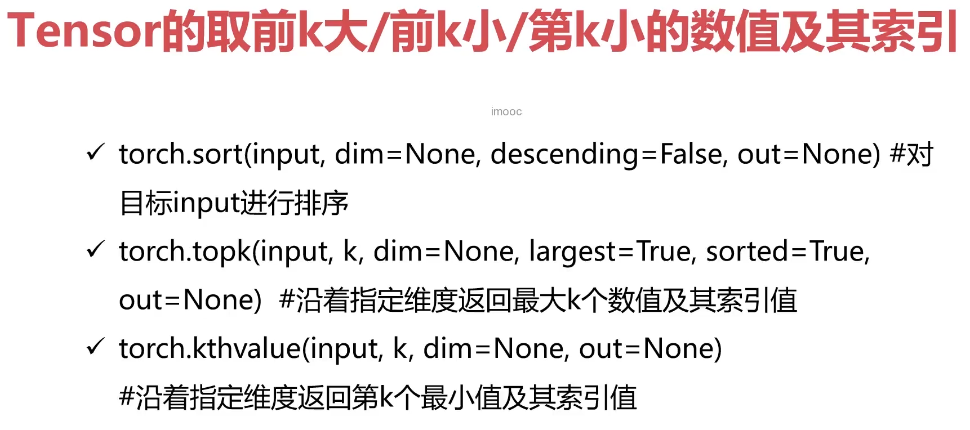 Tensor的取前k大/前k小/第k小的数值及其索引
imooc
✓ torch.sort(input, dim=None, descending=False, out=None) #对
目标input进行排序
✓ torch.topk(input, k, dim=None, largest=True, sorted=True,
out=None) #沿着指定维度返回最大k个数值及其索引值
✓ torch.kthvalue(input, k, dim=None, out=None)
#沿着指定维度返回第k个最小值及其索引值